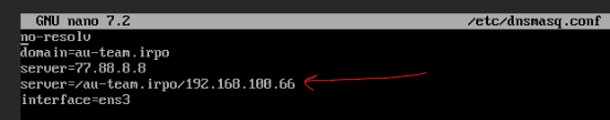 GNU nano 7.2 /etc/dnsmasq.conf
no-resolv
domain=au-team.irpo
server=77.88.8.8
server=/au-team.irpo/192.168.100.66
interface=ens3